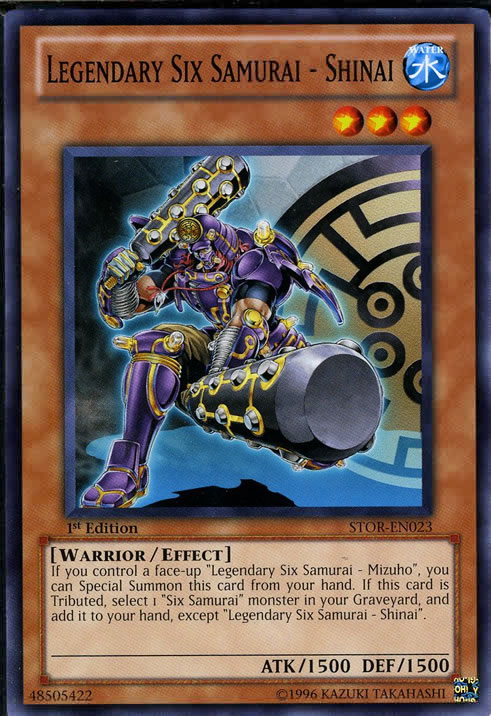 Legendary Six Samurai - Shinai
WATER
水
1st Edition
STOR-EN023
[Warrior / Effect]
If you control a face-up "Legendary Six Samurai - Mizuho", you
can Special Summon this card from your hand. If this card is
Tributed, select 1 "Six Samurai" monster in your Graveyard, and
add it to your hand, except "Legendary Six Samurai - Shinai".
ATK/1500 DEF/1500
48505422
©1996 KAZUKI TAKAHASHI